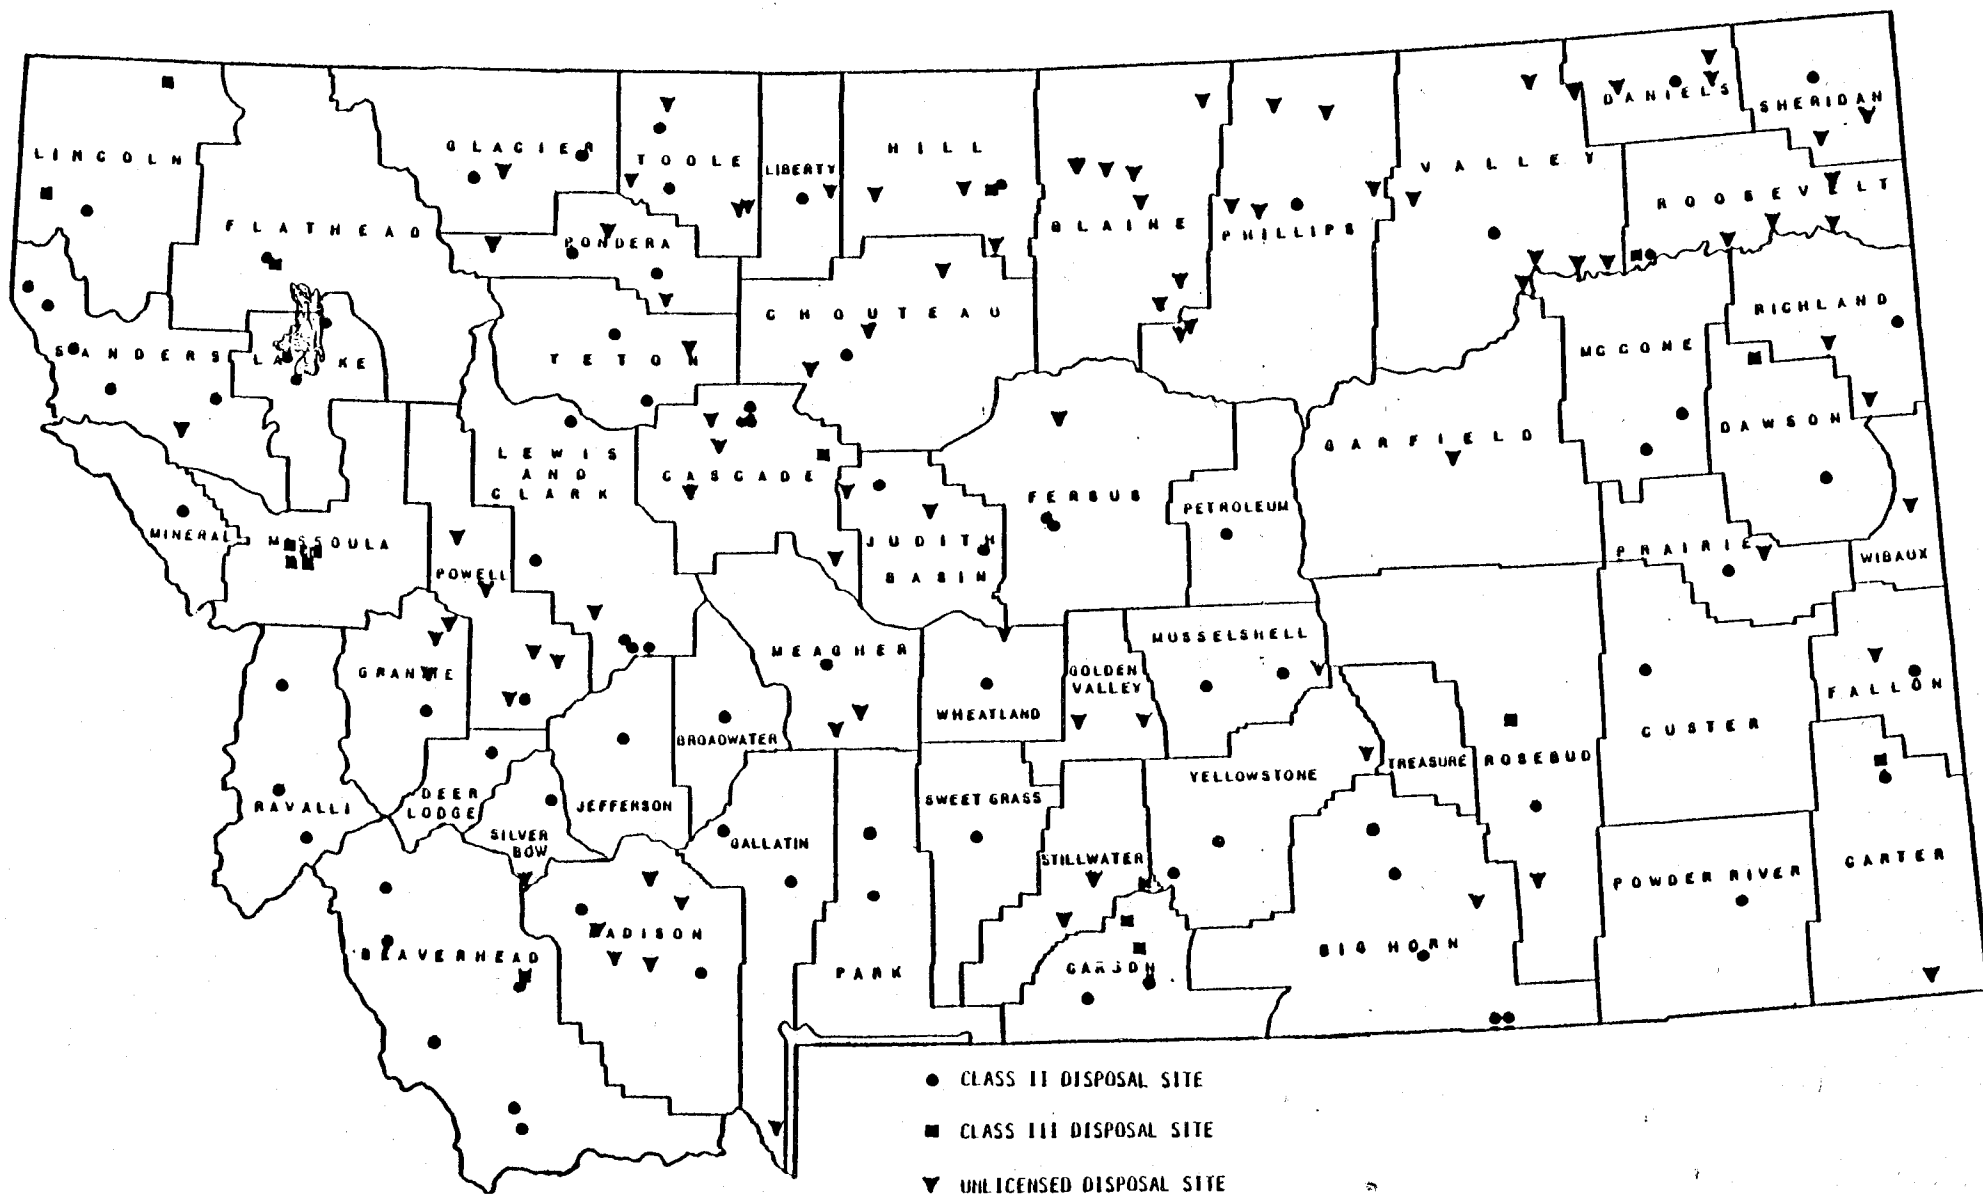 LINCOLN
FLATHEAD
GLACIER
TOOLE
LIBERTY
HILL
BLAINE
PHILLIPS
VALLEY
DANIELS
SHERIDAN
ROOSEVELT
PONDERA
CHOUTEAU
RICHLAND
SANDERS
LAKE
TETON
MCCONE
DAWSON
LEWIS
AND
CLARK
CASCADE
FERGUS
PETROLEUM
GARFIELD
MINERAL
MISSOULA
POWELL
JUDITH
BASIN
PRAIRIE
WIBAUX
GRANITE
MEAGHER
WHEATLAND
GOLDEN
VALLEY
MUSSELSHELL
FALLON
CUSTER
BROADWATER
TREASURE
ROSEBUD
RAVALLI
DEER
LODGE
SILVER
BOW
JEFFERSON
GALLATIN
SWEET GRASS
YELLOWSTONE
STILLWATER
POWDER RIVER
CARTER
BEAVERHEAD
MADISON
PARK
CARBON
BIG HORN
CLASS II DISPOSAL SITE
CLASS III DISPOSAL SITE
UNLICENSED DISPOSAL SITE